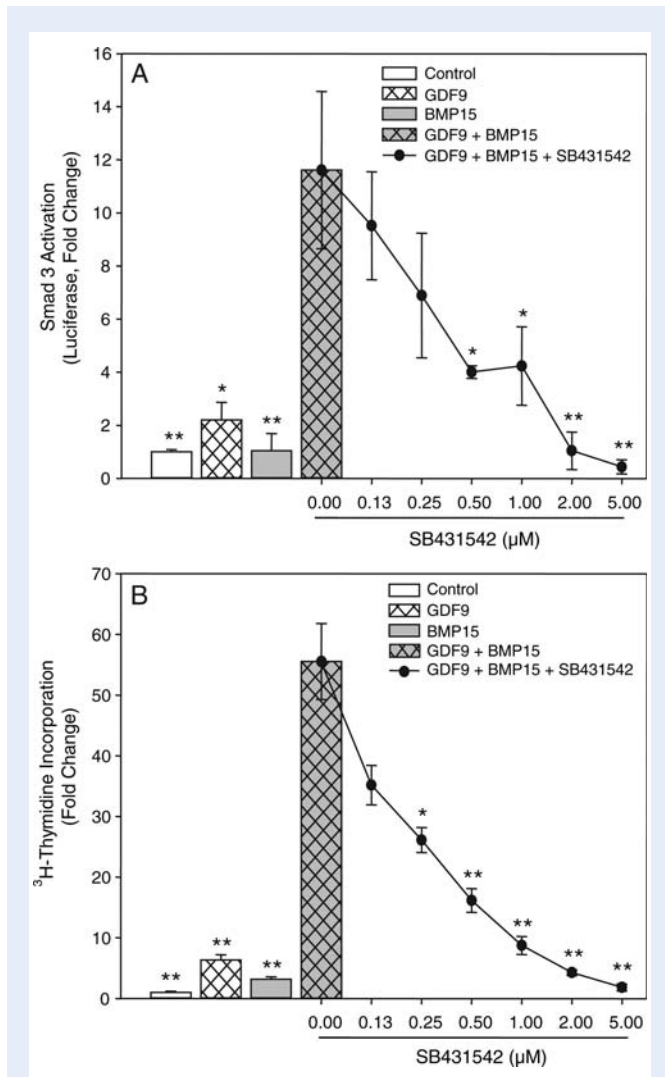 A
Control
GDF9
BMP15
GDF9 + BMP15
GDF9 + BMP15 + SB431542
Smad 3 Activation
(Luciferase, Fold Change)
16
14
12
10
8
6
4
2
0
**
*
**
*
*
**
**
0.00 0.13 0.25 0.50 1.00 2.00 5.00
SB431542 (µM)
B
Control
GDF9
BMP15
GDF9 + BMP15
GDF9 + BMP15 + SB431542
³H-Thymidine Incorporation
(Fold Change)
70
60
50
40
30
20
10
0
**
**
**
*
**
**
**
**
0.00 0.13 0.25 0.50 1.00 2.00 5.00
SB431542 (µM)